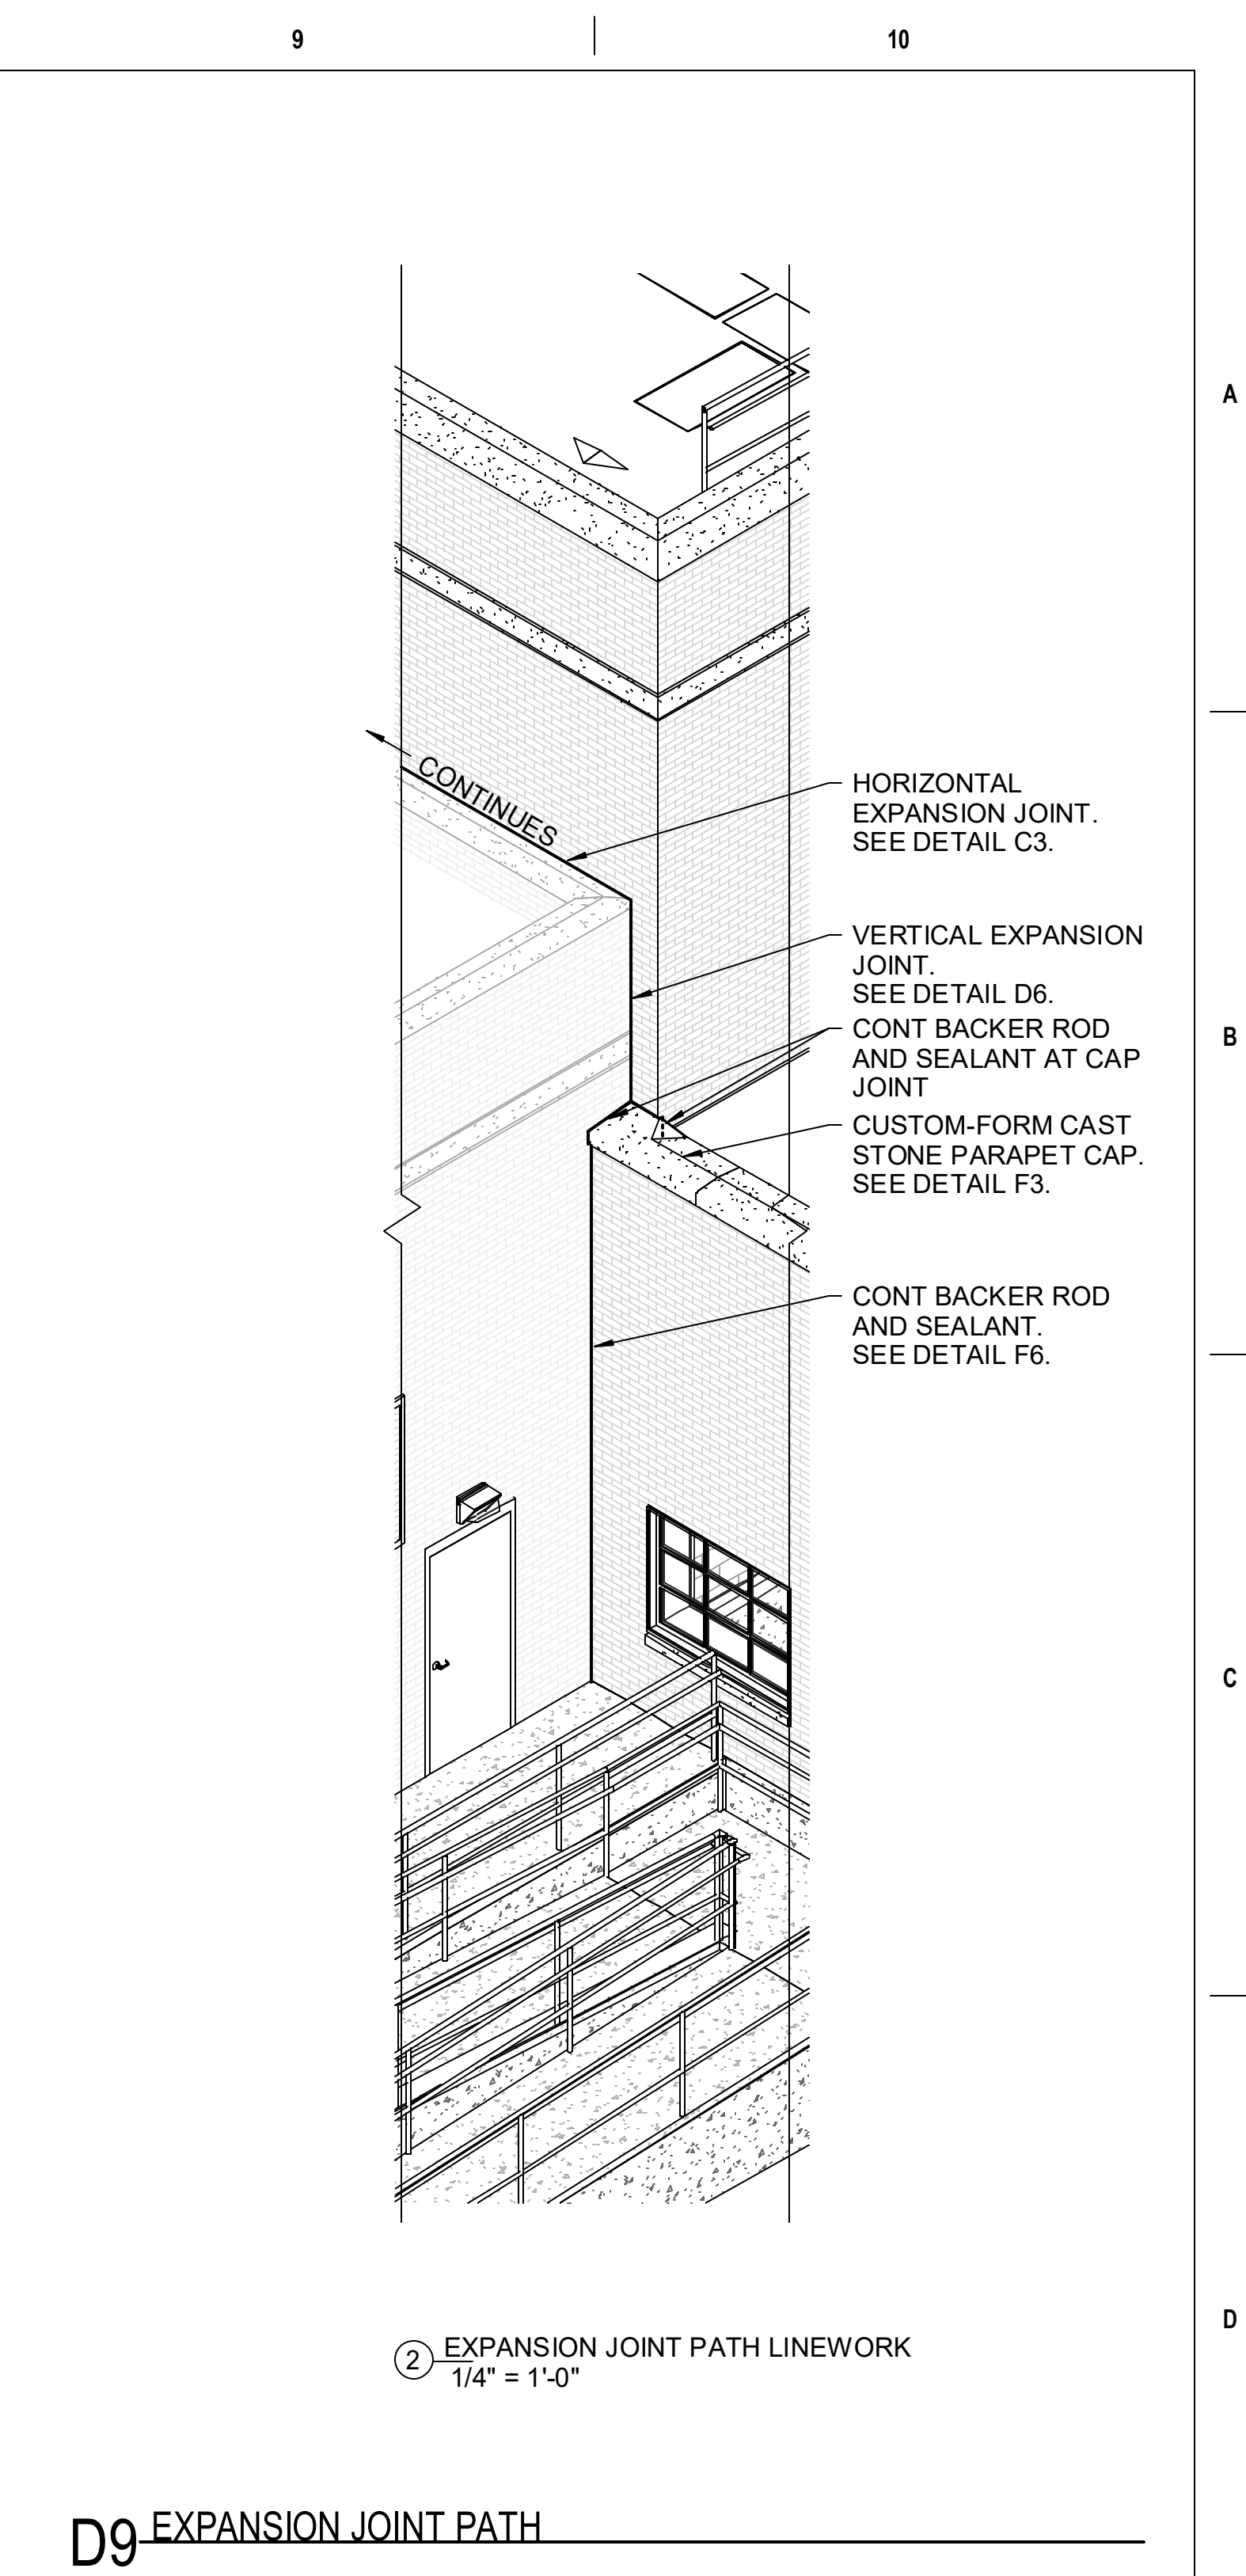 9
10
A
CONTINUES
HORIZONTAL
EXPANSION JOINT.
SEE DETAIL C3.
VERTICAL EXPANSION
JOINT.
SEE DETAIL D6.
CONT BACKER ROD
AND SEALANT AT CAP
JOINT
B
CUSTOM-FORM CAST
STONE PARAPET CAP.
SEE DETAIL F3.
CONT BACKER ROD
AND SEALANT.
SEE DETAIL F6.
C
D
2
EXPANSION JOINT PATH LINEWORK
1/4" = 1'-0"
D9
EXPANSION JOINT PATH